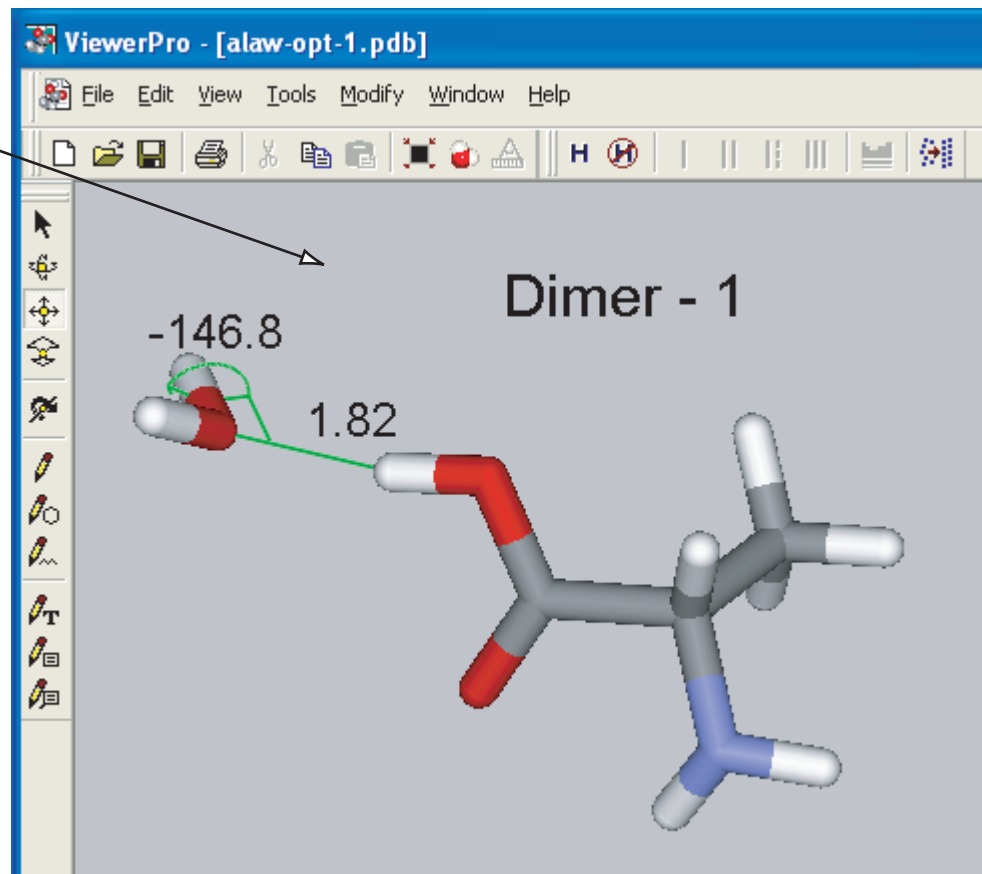 ViewerPro - [alaw-opt-1.pdb]
File Edit View Tools Modify Window Help
H H
Dimer - 1
-146.8
1.82
T